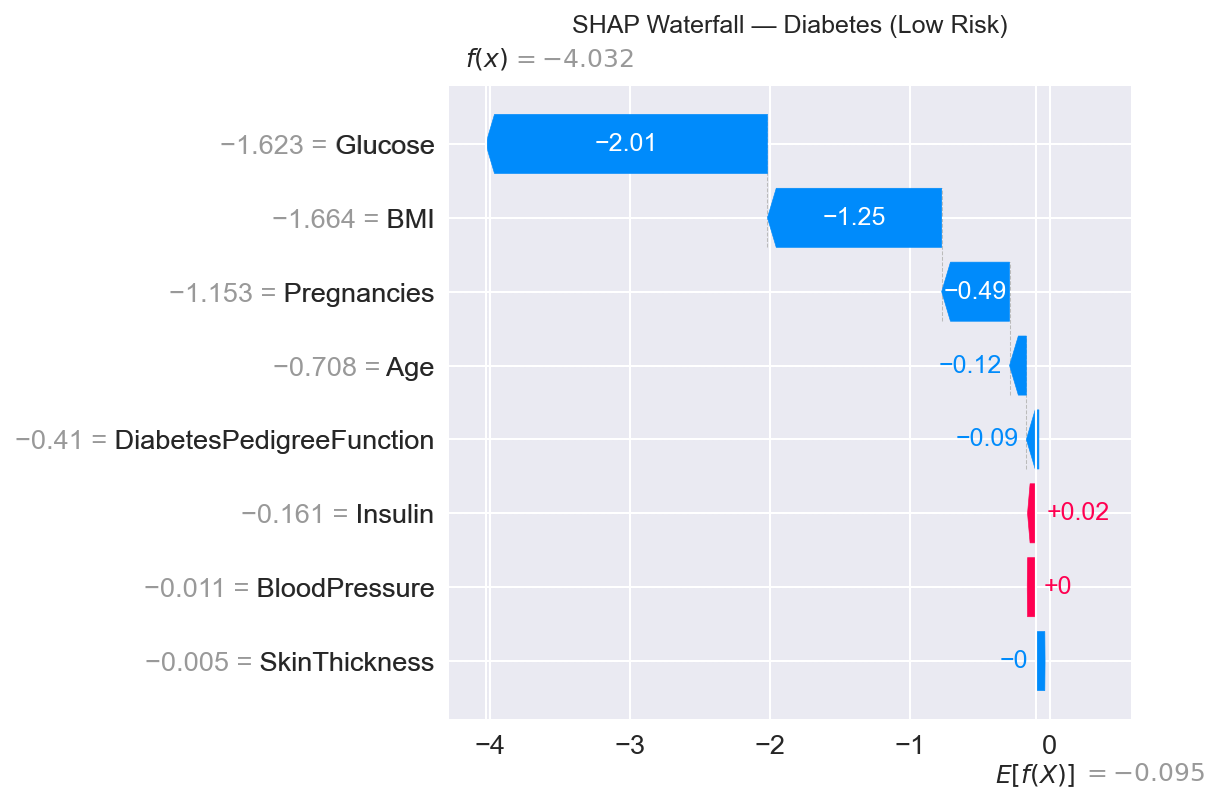 SHAP Waterfall — Diabetes (Low Risk)
f(x) = −4.032
−1.623 = Glucose −2.01
−1.664 = BMI −1.25
−1.153 = Pregnancies −0.49
−0.708 = Age −0.12
−0.41 = DiabetesPedigreeFunction −0.09
−0.161 = Insulin +0.02
−0.011 = BloodPressure +0
−0.005 = SkinThickness −0
−4 −3 −2 −1 0
E[f(X)] = −0.095